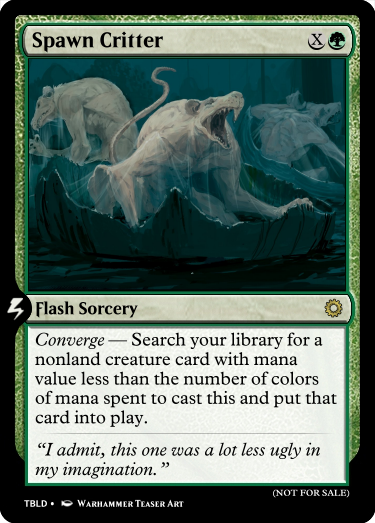 Spawn Critter X
Flash Sorcery
Converge — Search your library for a
nonland creature card with mana
value less than the number of colors
of mana spent to cast this and put that
card into play.
“I admit, this one was a lot less ugly in
my imagination.”
(NOT FOR SALE)
TBLD • Warhammer Teaser Art